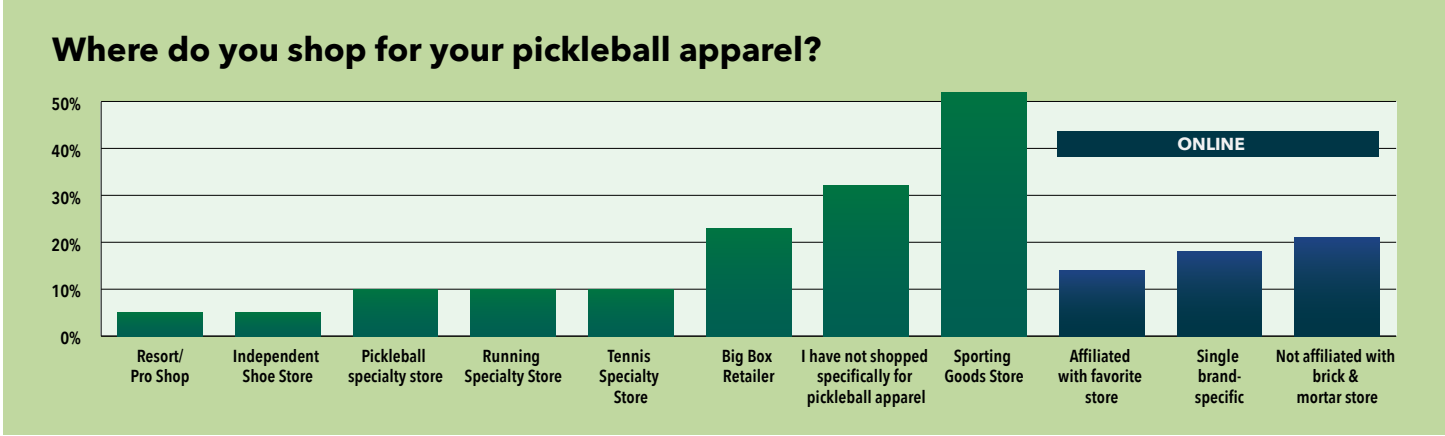 Where do you shop for your pickleball apparel?
50%
40%
30%
20%
10%
0%
ONLINE
Resort/
Pro Shop
Independent
Shoe Store
Pickleball
specialty store
Running
Specialty Store
Tennis
Specialty
Store
Big Box
Retailer
I have not shopped
specifically for
pickleball apparel
Sporting
Goods Store
Affiliated
with favorite
store
Single
brand-
specific
Not affiliated with
brick &
mortar store